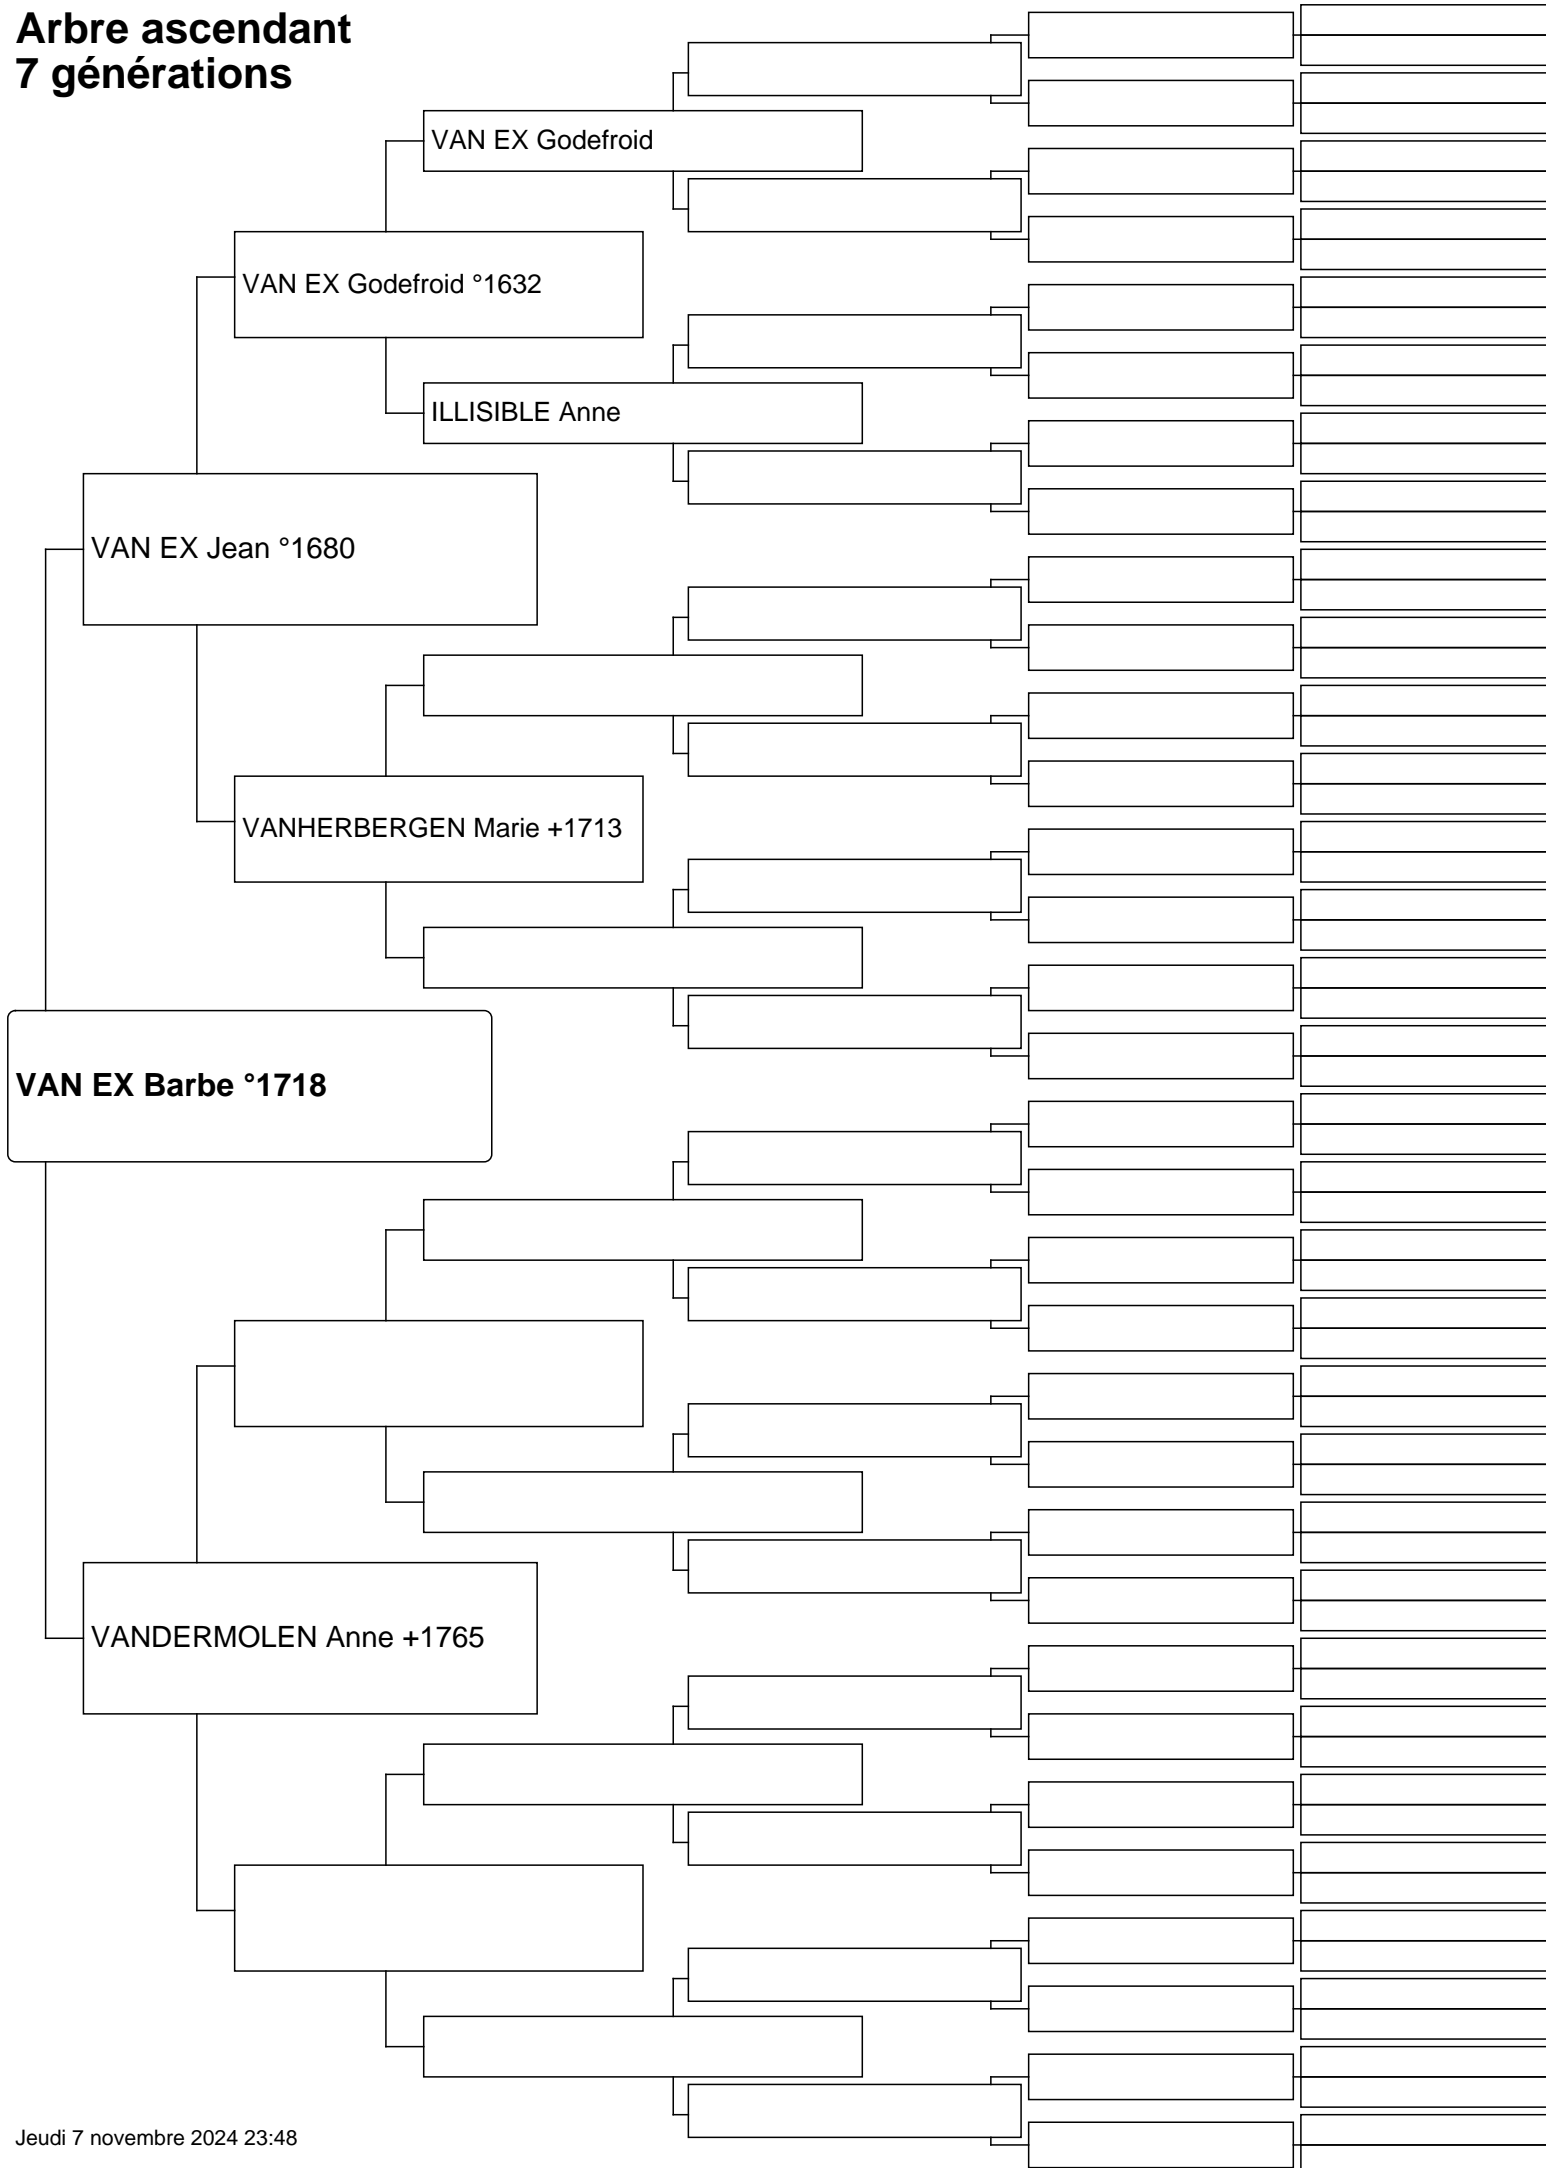 Arbre ascendant
7 générations
VAN EX Godefroid
VAN EX Godefroid °1632
ILLISIBLE Anne
VAN EX Jean °1680
VANHERBERGEN Marie +1713
VAN EX Barbe °1718
VANDERMOLEN Anne +1765
Jeudi 7 novembre 2024 23:48